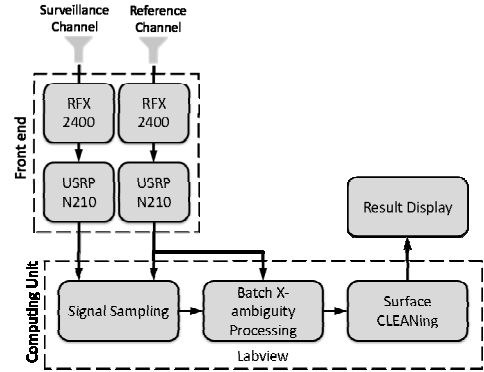 Surveillance
Channel
Reference
Channel
Front end
RFX
2400
RFX
2400
USRP
N210
USRP
N210
Result Display
Computing Unit
Signal Sampling
Batch X-
ambiguity
Processing
Surface
CLEANing
Labview